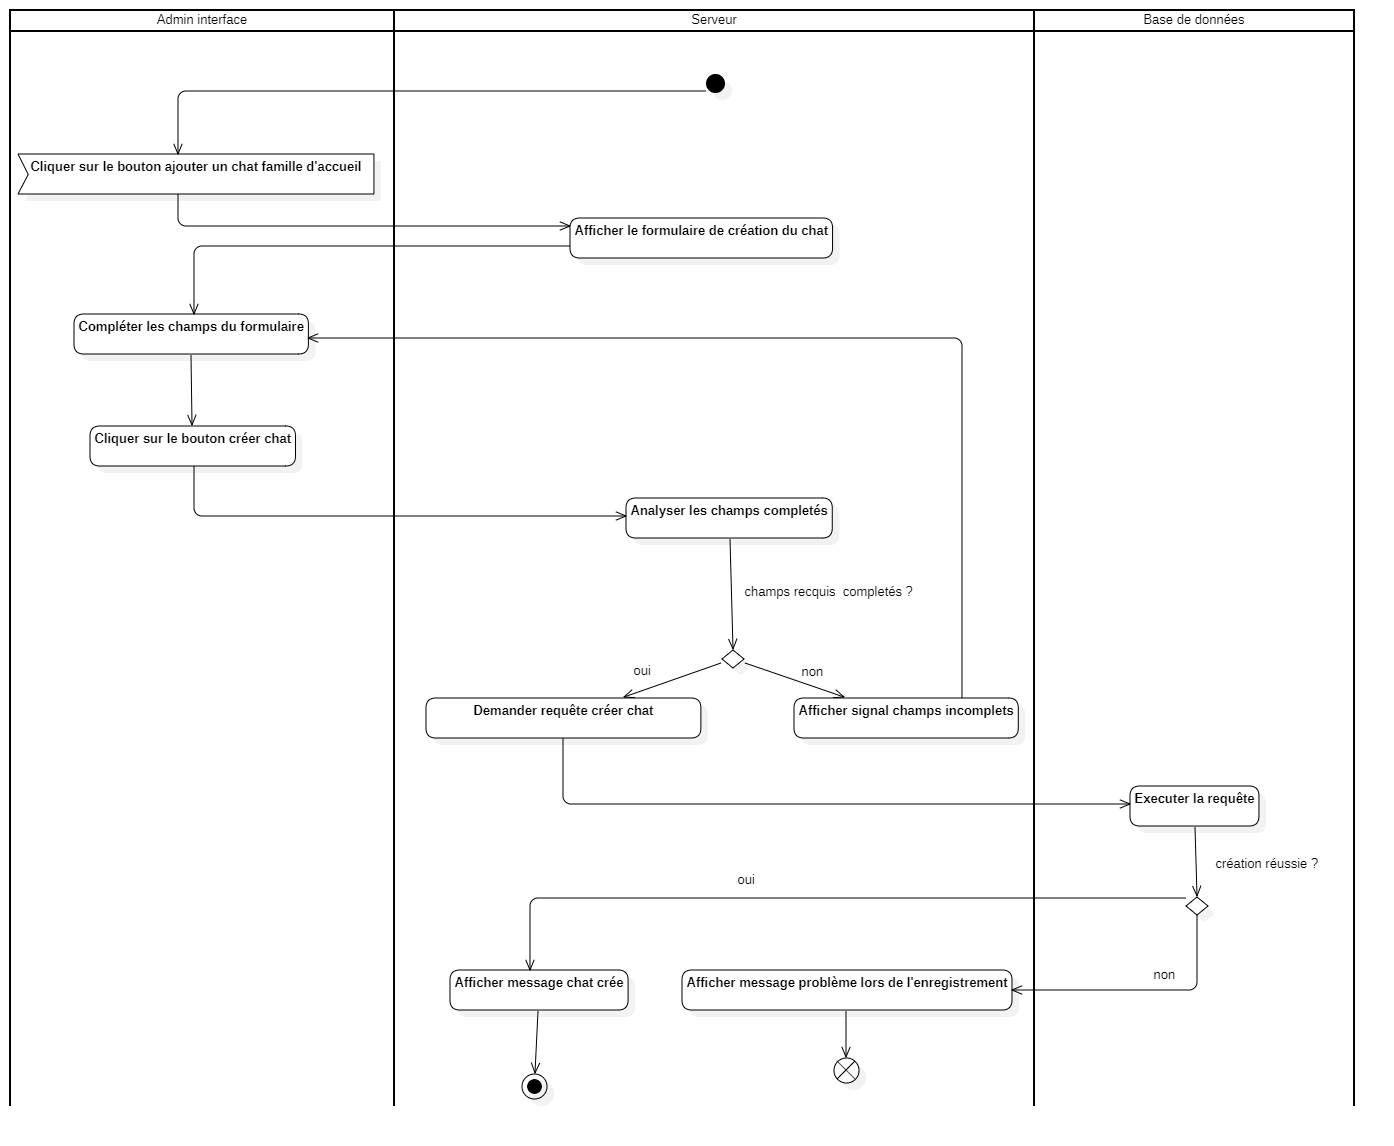 Admin interface
Serveur
Base de données
Cliquer sur le bouton ajouter un chat famille d'accueil
Afficher le formulaire de création du chat
Compléter les champs du formulaire
Cliquer sur le bouton créer chat
Analyser les champs completés
champs recquis  completés ?
oui
non
Demander requête créer chat
Afficher signal champs incomplets
Executer la requête
création réussie ?
oui
non
Afficher message chat crée
Afficher message problème lors de l'enregistrement